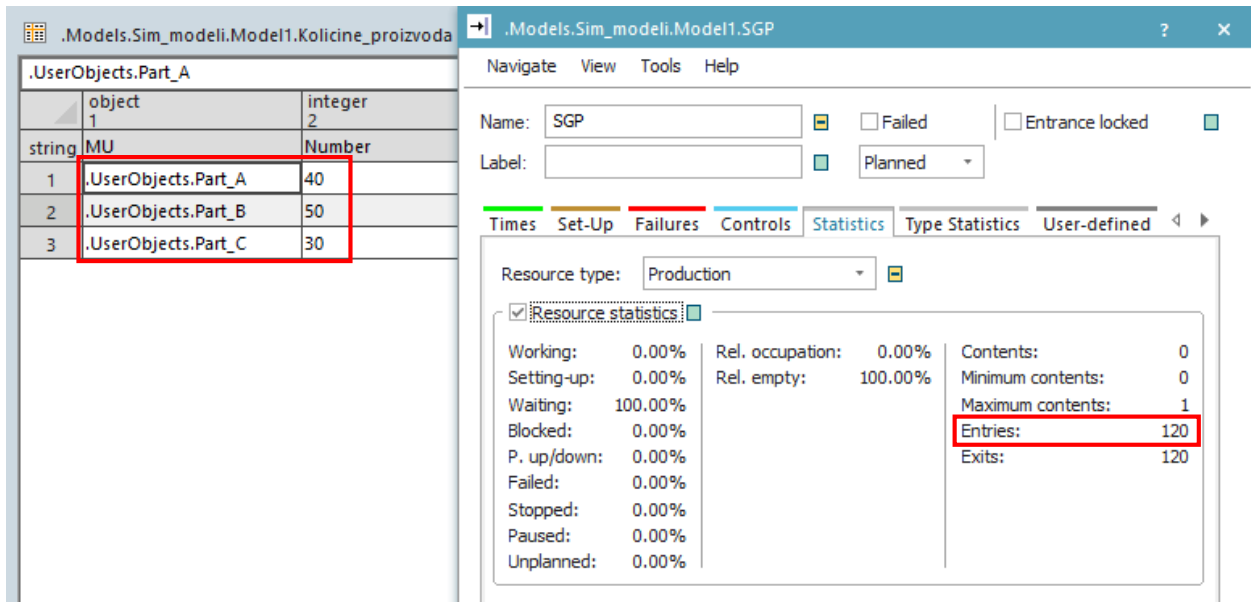 .Models.Sim_modeli.Model1.Kolicine_proizvoda
.UserObjects.Part_A
object integer
1 2
string MU Number
1 .UserObjects.Part_A 40
2 .UserObjects.Part_B 50
3 .UserObjects.Part_C 30
.Models.Sim_modeli.Model1.SGP ? ×
Navigate View Tools Help
Name: SGP Failed Entrance locked
Label: Planned
Times Set-Up Failures Controls Statistics Type Statistics User-defined
Resource type: Production
Resource statistics
Working: 0.00% Rel. occupation: 0.00% Contents: 0
Setting-up: 0.00% Rel. empty: 100.00% Minimum contents: 0
Waiting: 100.00% Maximum contents: 1
Blocked: 0.00% Entries: 120
P. up/down: 0.00% Exits: 120
Failed: 0.00%
Stopped: 0.00%
Paused: 0.00%
Unplanned: 0.00%